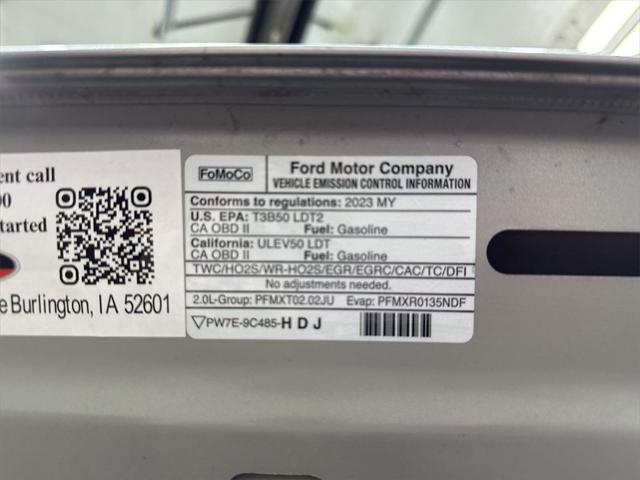 ent call
00
started
e Burlington, IA 52601
FoMoCo
Ford Motor Company
VEHICLE EMISSION CONTROL INFORMATION
Conforms to regulations: 2023 MY
U.S. EPA: T3B50 LDT2
CA OBD II Fuel: Gasoline
California: ULEV50 LDT
CA OBD II Fuel: Gasoline
TWC/HO2S/WR-HO2S/EGR/EGRC/CAC/TC/DFI
No adjustments needed.
2.0L-Group: PFMXT02.02JU Evap: PFMXR0135NDF
▽PW7E-9C485-H D J